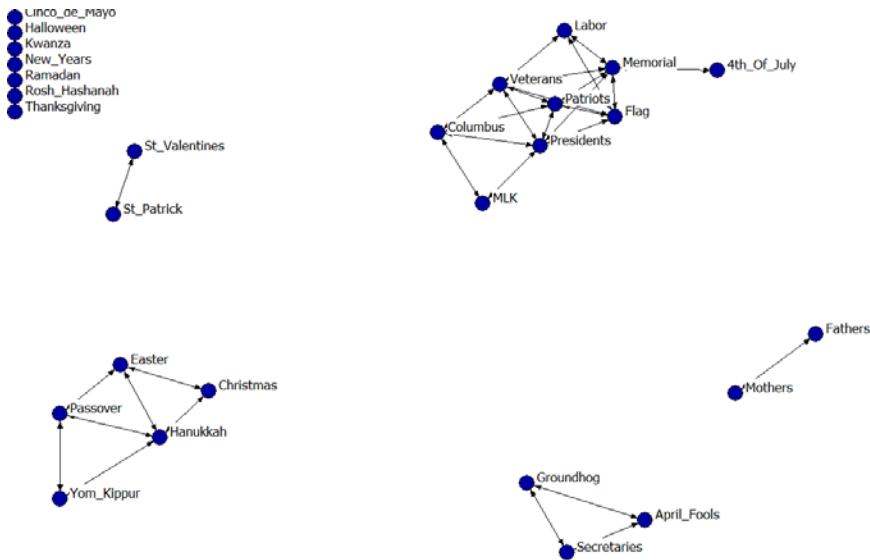 Cinco_de_Mayo
Halloween
Kwanza
New_Years
Ramadan
Rosh_Hashanah
Thanksgiving
St_Valentines
St_Patrick
Labor
Memorial
4th_Of_July
Veterans
Patriots
Flag
Columbus
Presidents
MLK
Easter
Christmas
Passover
Hanukkah
Yom_Kippur
Fathers
Mothers
Groundhog
April_Fools
Secretaries